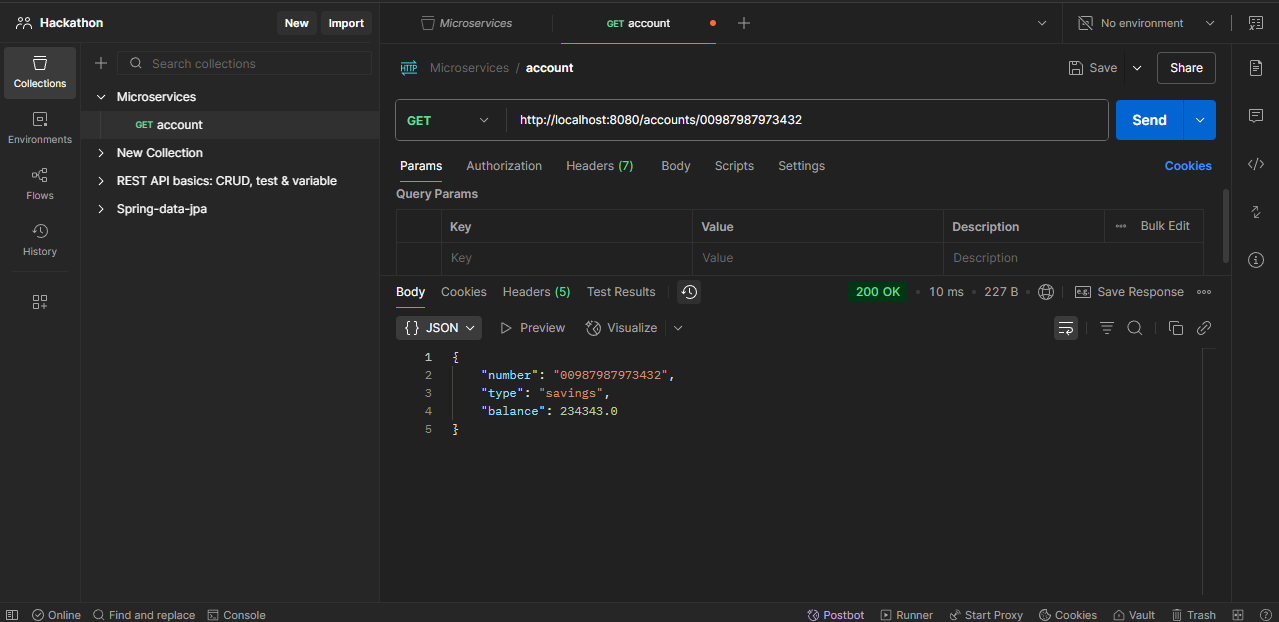 Hackathon New Import Microservices GET account No environment
Collections
Search collections
Microservices / account Save Share
Microservices
GET account
GET http://localhost:8080/accounts/00987987973432 Send
Environments
New Collection
Params Authorization Headers (7) Body Scripts Settings Cookies
REST API basics: CRUD, test & variable
Flows
Query Params
Spring-data-jpa
Key Value Description Bulk Edit
History
Key Value Description
Body Cookies Headers (5) Test Results 200 OK 10 ms 227 B e.g. Save Response
{} JSON Preview Visualize
1 {
2 "number": "00987987973432",
3 "type": "savings",
4 "balance": 234343.0
5 }
Online Find and replace Console Postbot Runner Start Proxy Cookies Vault Trash